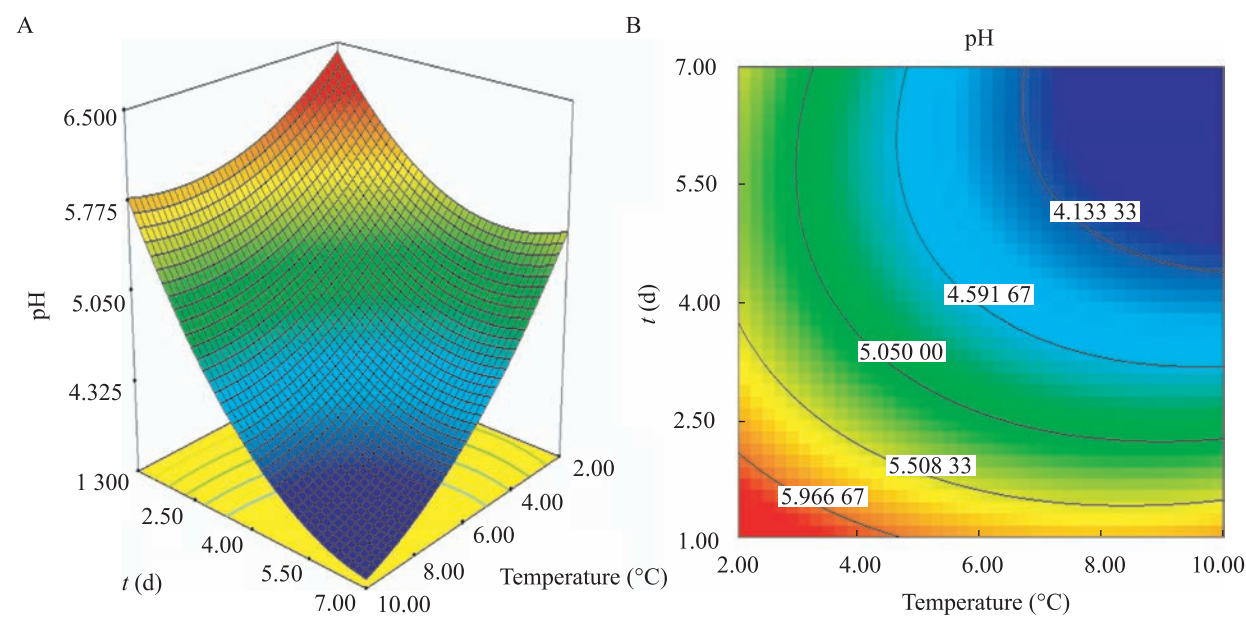 A
6.500
5.775
5.050
4.325
1 300
pH
2.50
4.00
5.50
7.00
t (d)
10.00
8.00
6.00
4.00
2.00
Temperature (°C)
B
pH
7.00
5.50
4.00
2.50
1.00
t (d)
4.133 33
4.591 67
5.050 00
5.508 33
5.966 67
2.00 4.00 6.00 8.00 10.00
Temperature (°C)